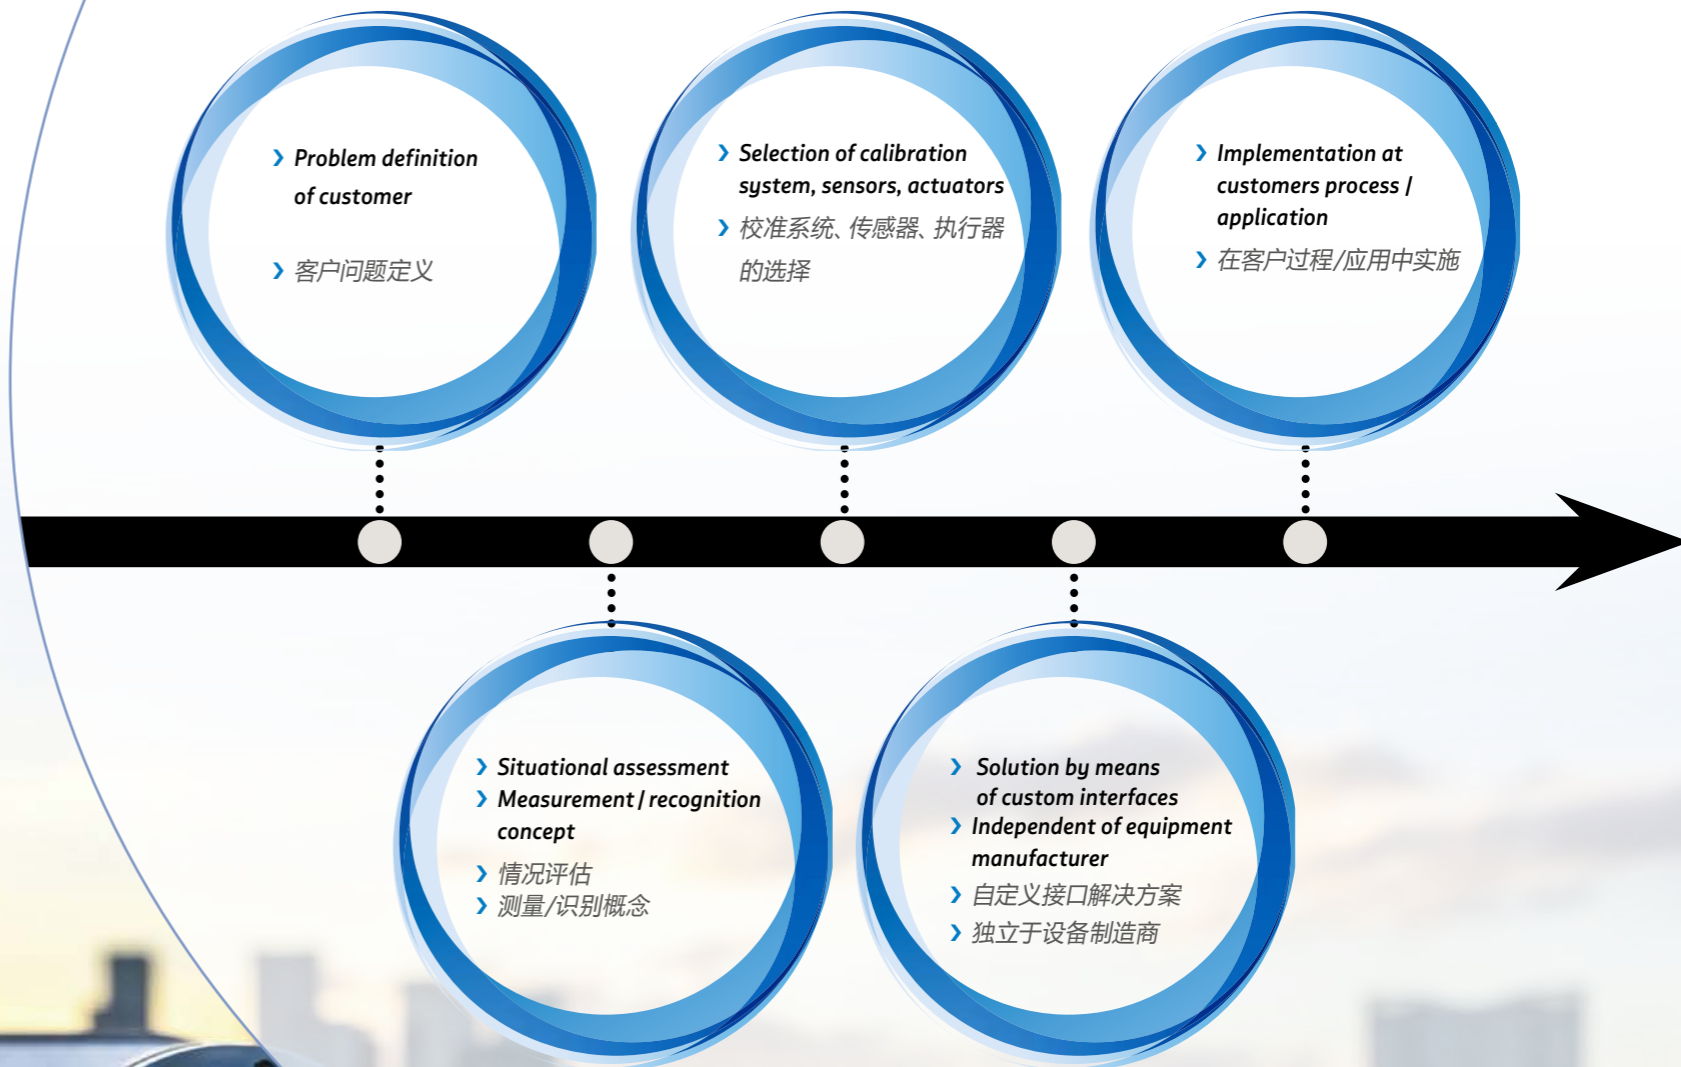 Problem definition
of customer
客户问题定义
Selection of calibration
system, sensors, actuators
校准系统、传感器、执行器
的选择
Implementation at
customers process /
application
在客户过程/应用中实施
Situational assessment
Measurement / recognition
concept
情况评估
测量/识别概念
Solution by means
of custom interfaces
Independent of equipment
manufacturer
自定义接口解决方案
独立于设备制造商